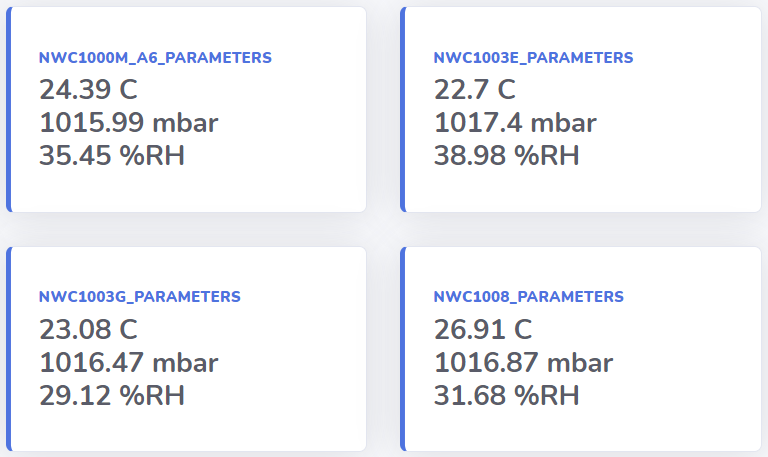 NWC1000M_A6_PARAMETERS
24.39 C
1015.99 mbar
35.45 %RH
NWC1003E_PARAMETERS
22.7 C
1017.4 mbar
38.98 %RH
NWC1003G_PARAMETERS
23.08 C
1016.47 mbar
29.12 %RH
NWC1008_PARAMETERS
26.91 C
1016.87 mbar
31.68 %RH